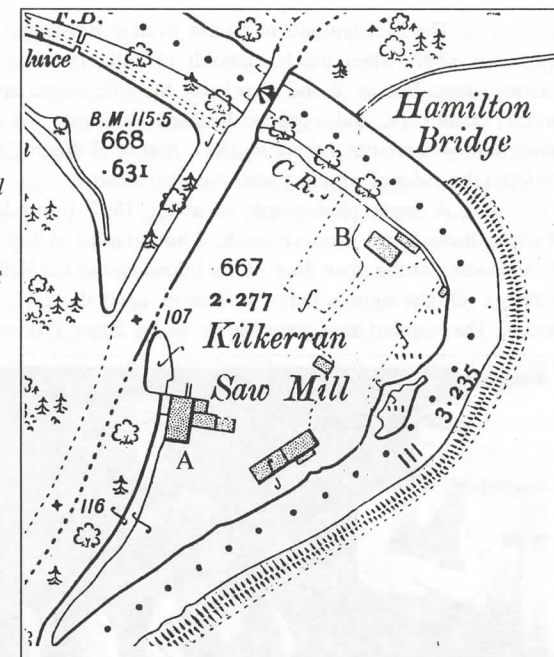 F.B.
luice
B.M.115·5
668
631
Hamilton
Bridge
C.R.
B
667
2·277
107
Kilkerran
Saw Mill
A
3·235
116